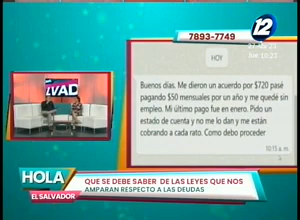 7893-7749
12
HOY
Buenos días. Me dieron un acuerdo por $720 pasé
pagando $50 mensuales por un año y me quedé sin
empleo. Mi último pago fue en enero. Pido un
estado de cuenta y no me lo dan y me están
cobrando a cada rato. Como debo proceder
10:15 a.m.
LVAD
HOLA
EL SALVADOR
QUE SE DEBE SABER DE LAS LEYES QUE NOS
AMPARAN RESPECTO A LAS DEUDAS